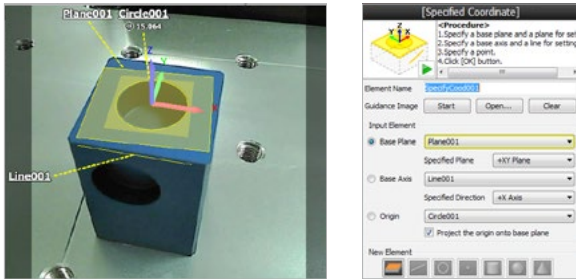 Plane001 Circle001
15.064
Z
Y
X
Line001
[Specified Coordinate]
<Procedure>
1.Specify a base plane and a plane for set
2.Specify a base axis and a line for setting
3.Specify a point.
4.Click [OK] button.
Element Name SpecifyCoord001
Guidance Image Start Open... Clear
Input Element
Base Plane Plane001
Specified Plane +XY Plane
Base Axis Line001
Specified Direction +X Axis
Origin Circle001
Project the origin onto base plane
New Element